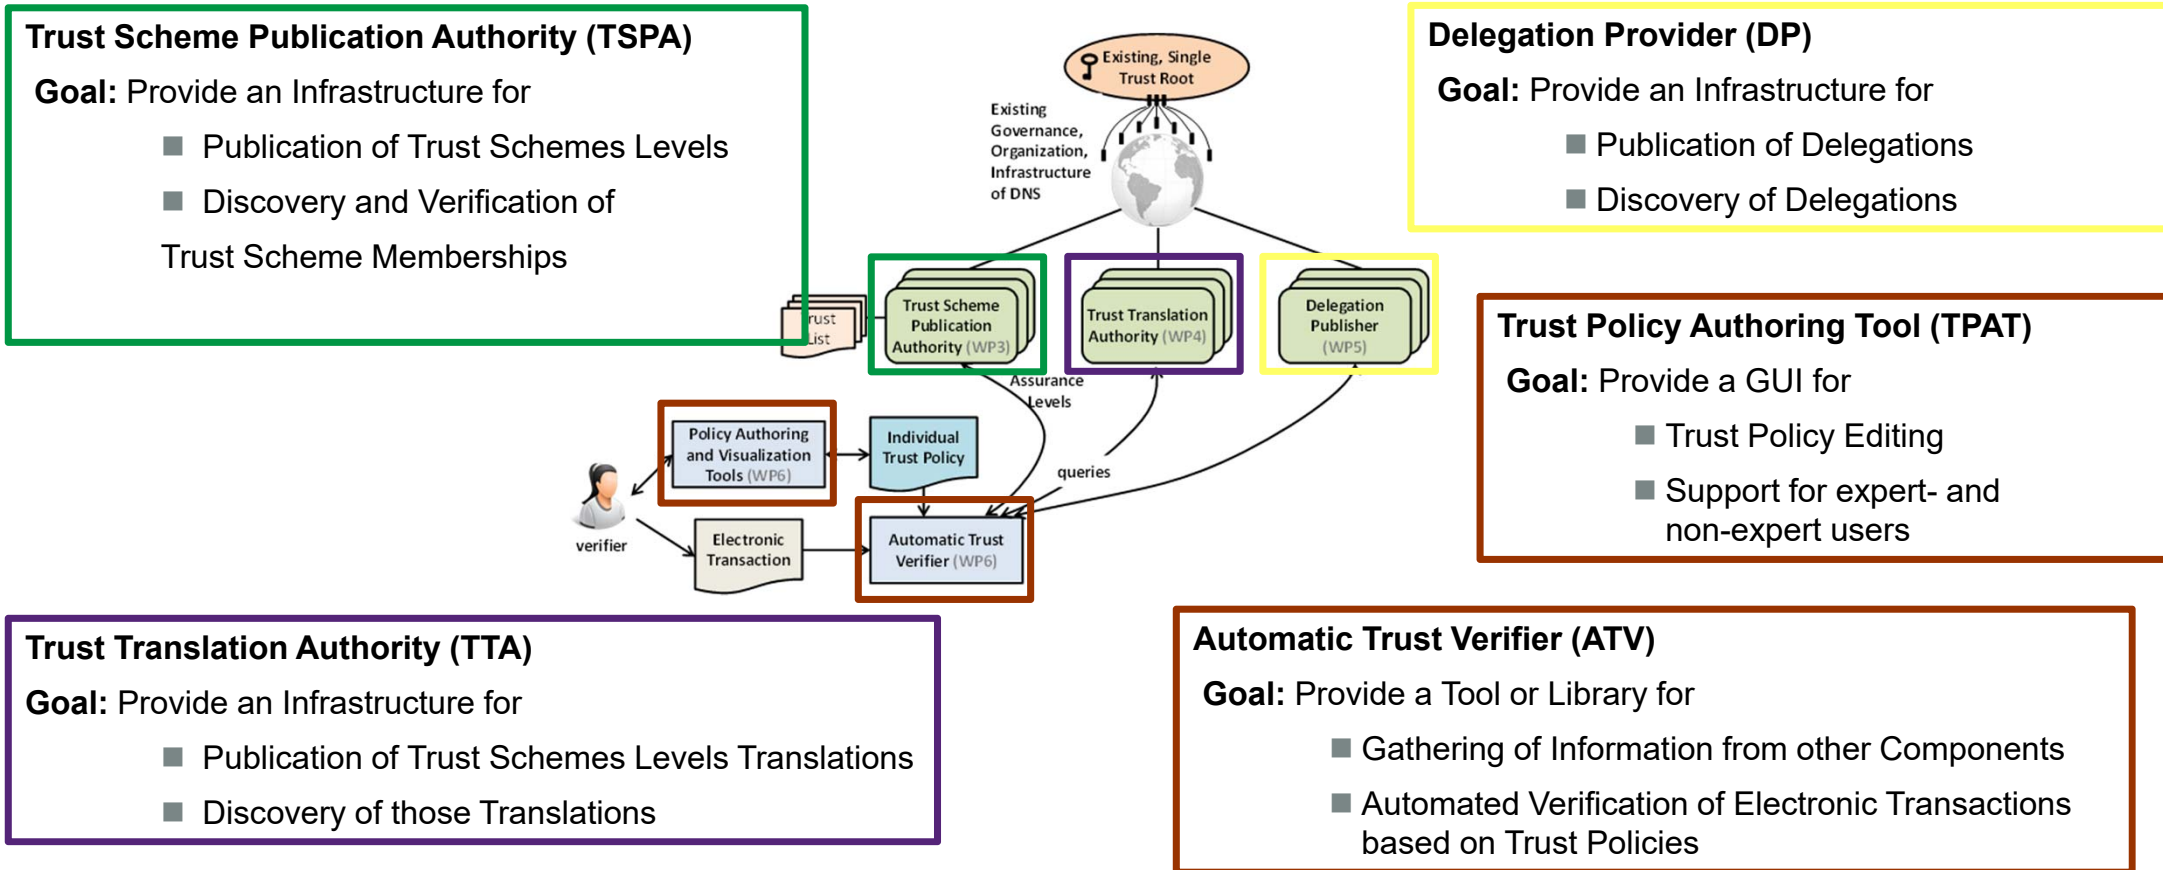 Trust Scheme Publication Authority (TSPA)
Goal: Provide an Infrastructure for
Publication of Trust Schemes Levels
Discovery and Verification of
Trust Scheme Memberships
Existing, Single
Trust Root
Existing
Governance,
Organization,
Infrastructure
of DNS
Delegation Provider (DP)
Goal: Provide an Infrastructure for
Publication of Delegations
Discovery of Delegations
Trust
List
Trust Scheme
Publication
Authority (WP3)
Trust Translation
Authority (WP4)
Delegation
Publisher
(WP5)
Assurance
Levels
queries
Policy Authoring
and Visualization
Tools (WP6)
Individual
Trust Policy
verifier
Electronic
Transaction
Automatic Trust
Verifier (WP6)
Trust Policy Authoring Tool (TPAT)
Goal: Provide a GUI for
Trust Policy Editing
Support for expert- and
non-expert users
Trust Translation Authority (TTA)
Goal: Provide an Infrastructure for
Publication of Trust Schemes Levels Translations
Discovery of those Translations
Automatic Trust Verifier (ATV)
Goal: Provide a Tool or Library for
Gathering of Information from other Components
Automated Verification of Electronic Transactions
based on Trust Policies